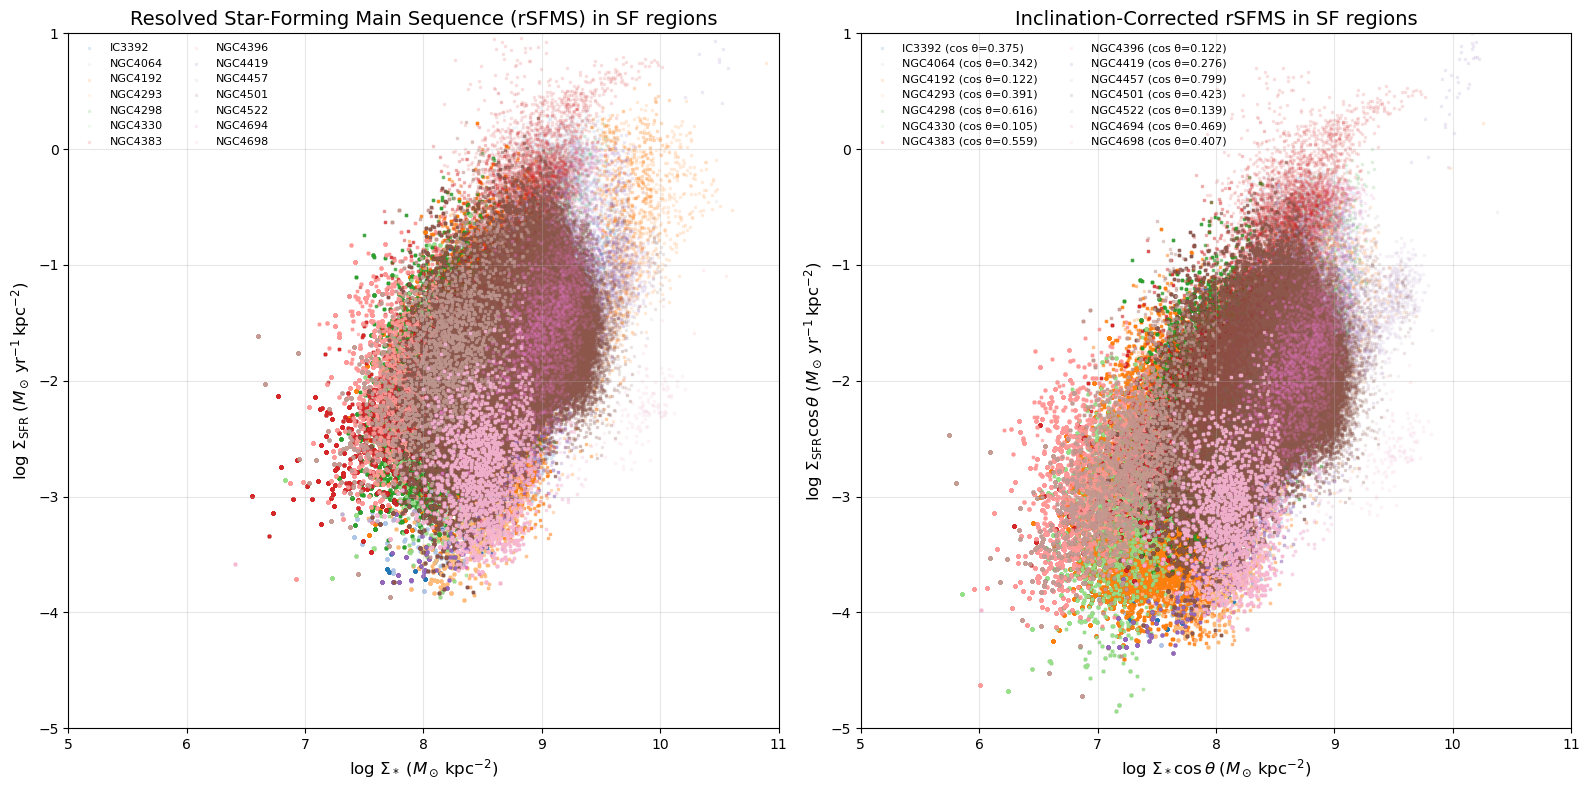 Resolved Star-Forming Main Sequence (rSFMS) in SF regions
IC3392
NGC4064
NGC4192
NGC4293
NGC4298
NGC4330
NGC4383
NGC4396
NGC4419
NGC4457
NGC4501
NGC4522
NGC4694
NGC4698
1
0
−1
−2
−3
−4
−5
log Σ_SFR (M_⊙ yr⁻¹ kpc⁻²)
5 6 7 8 9 10 11
log Σ_* (M_⊙ kpc⁻²)
Inclination-Corrected rSFMS in SF regions
IC3392 (cos θ=0.375)
NGC4064 (cos θ=0.342)
NGC4192 (cos θ=0.122)
NGC4293 (cos θ=0.391)
NGC4298 (cos θ=0.616)
NGC4330 (cos θ=0.105)
NGC4383 (cos θ=0.559)
NGC4396 (cos θ=0.122)
NGC4419 (cos θ=0.276)
NGC4457 (cos θ=0.799)
NGC4501 (cos θ=0.423)
NGC4522 (cos θ=0.139)
NGC4694 (cos θ=0.469)
NGC4698 (cos θ=0.407)
1
0
−1
−2
−3
−4
−5
log Σ_SFR cos θ (M_⊙ yr⁻¹ kpc⁻²)
5 6 7 8 9 10 11
log Σ_* cos θ (M_⊙ kpc⁻²)